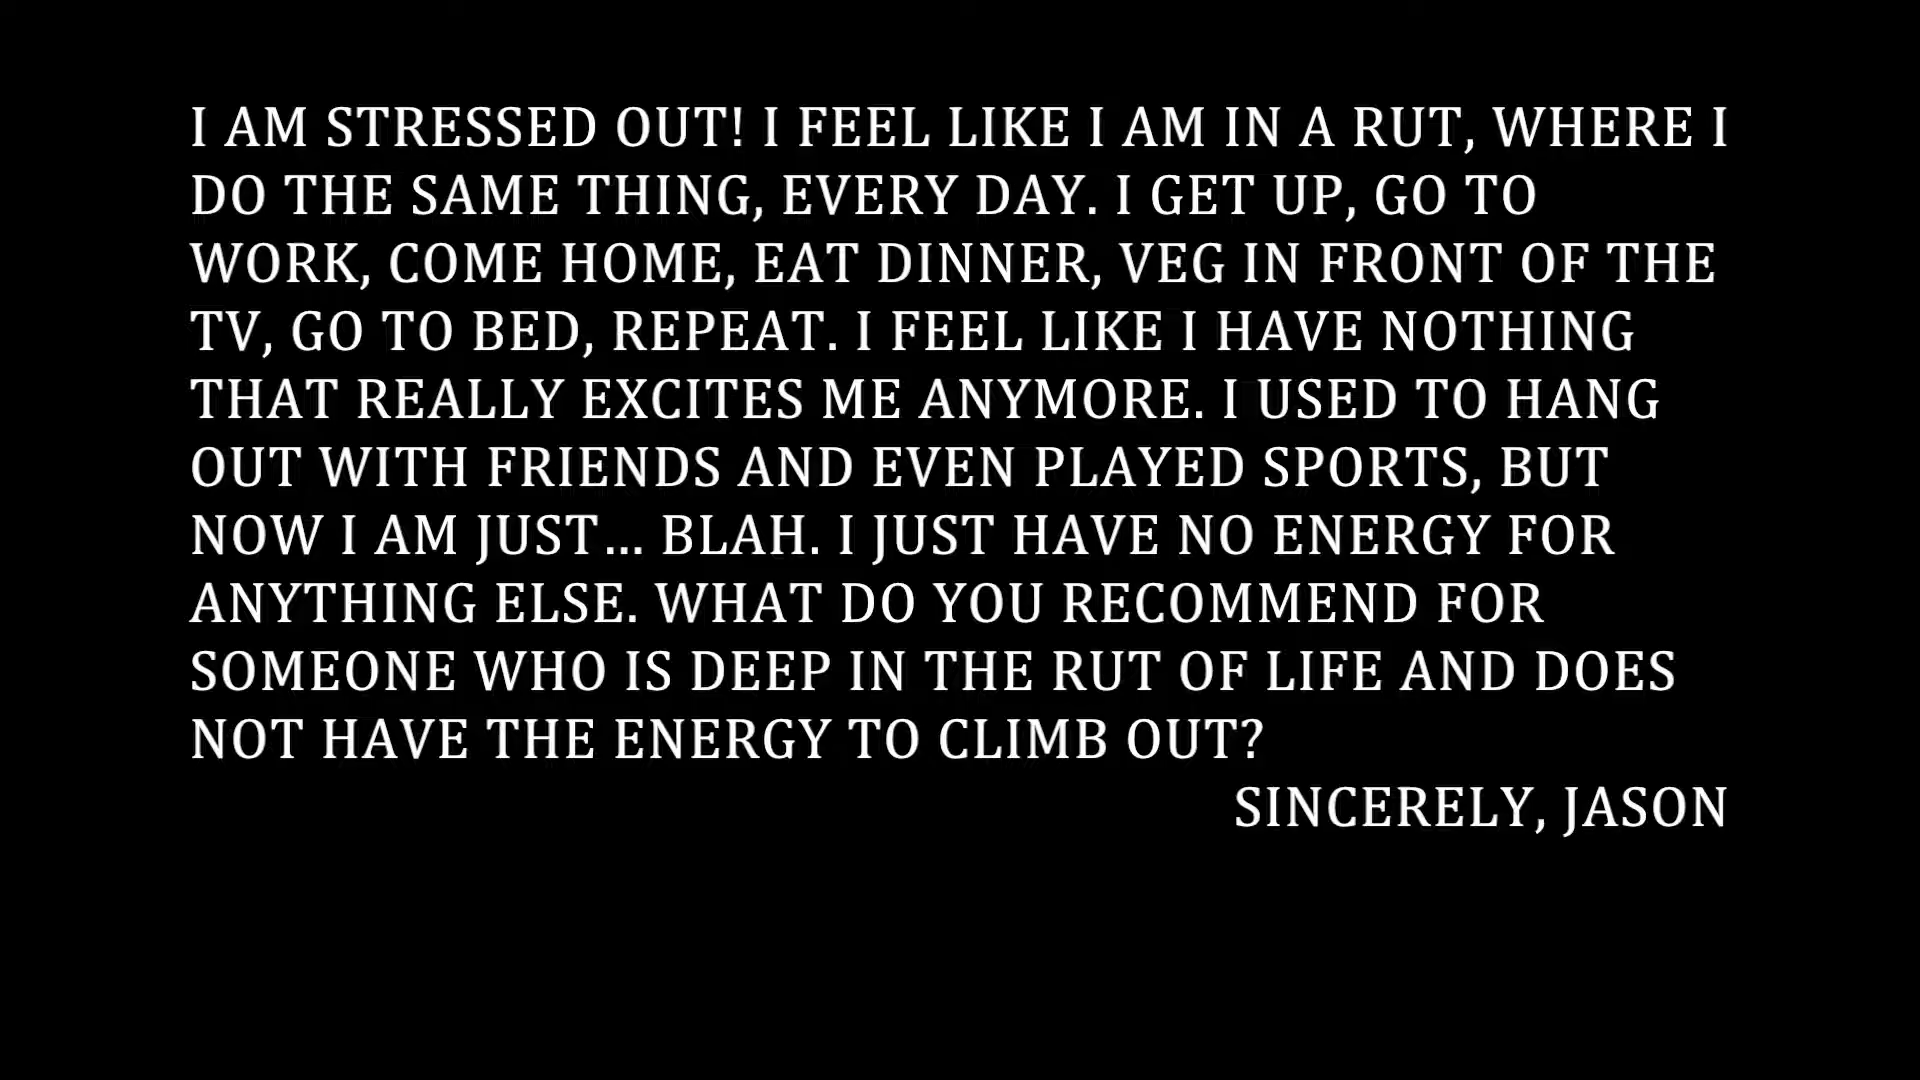 I AM STRESSED OUT! I FEEL LIKE I AM IN A RUT, WHERE I
DO THE SAME THING, EVERY DAY. I GET UP, GO TO
WORK, COME HOME, EAT DINNER, VEG IN FRONT OF THE
TV, GO TO BED, REPEAT. I FEEL LIKE I HAVE NOTHING
THAT REALLY EXCITES ME ANYMORE. I USED TO HANG
OUT WITH FRIENDS AND EVEN PLAYED SPORTS, BUT
NOW I AM JUST... BLAH. I JUST HAVE NO ENERGY FOR
ANYTHING ELSE. WHAT DO YOU RECOMMEND FOR
SOMEONE WHO IS DEEP IN THE RUT OF LIFE AND DOES
NOT HAVE THE ENERGY TO CLIMB OUT?
SINCERELY, JASON